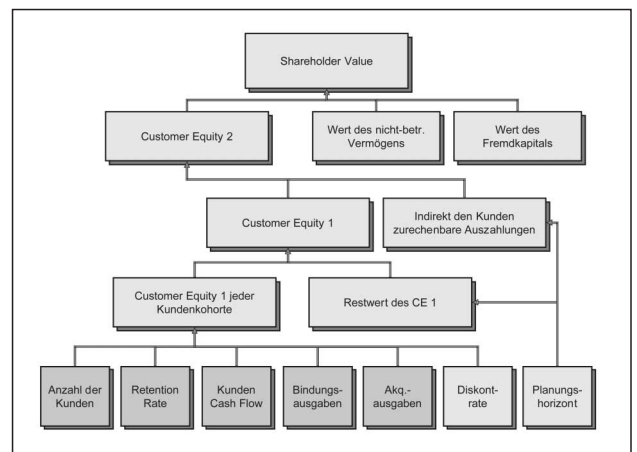 Shareholder Value
Customer Equity 2
Wert des nicht-betr.
Vermögens
Wert des
Fremdkapitals
Customer Equity 1
Indirekt den Kunden
zurechenbare Auszahlungen
Customer Equity 1 jeder
Kundenkohorte
Restwert des CE 1
Anzahl der
Kunden
Retention
Rate
Kunden
Cash Flow
Bindungs-
ausgaben
Akq.-
ausgaben
Diskont-
rate
Planungs-
horizont